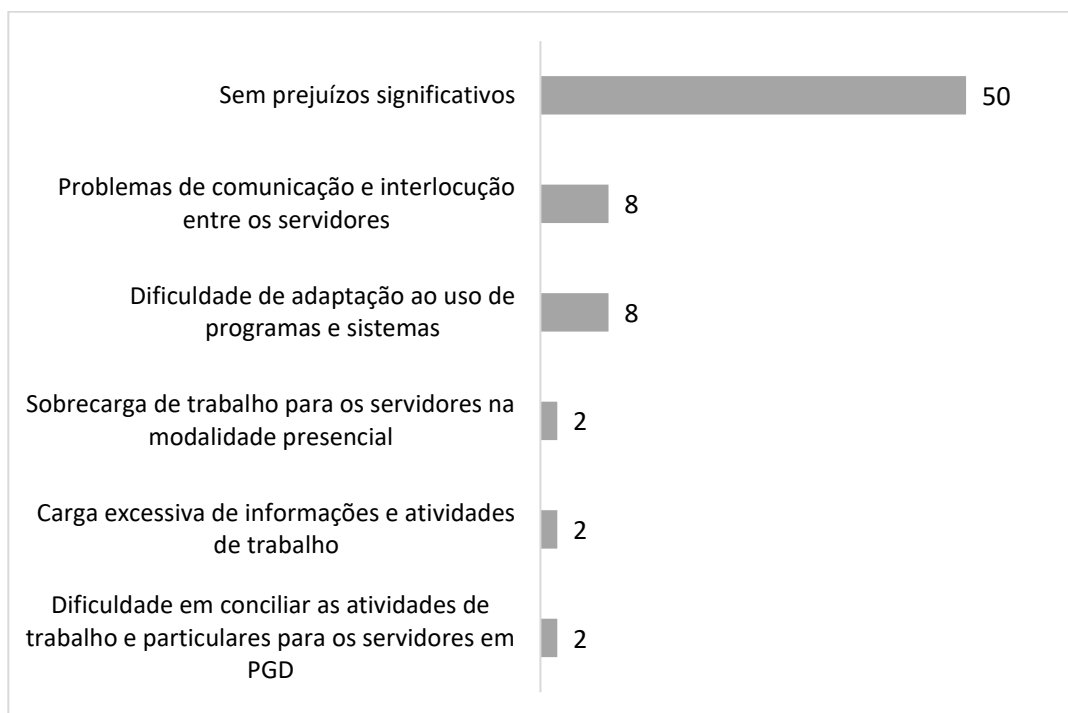 Sem prejuízos significativos
50
Problemas de comunicação e interlocução
entre os servidores
8
Dificuldade de adaptação ao uso de
programas e sistemas
8
Sobrecarga de trabalho para os servidores na
modalidade presencial
2
Carga excessiva de informações e atividades
de trabalho
2
Dificuldade em conciliar as atividades de
trabalho e particulares para os servidores em
PGD
2